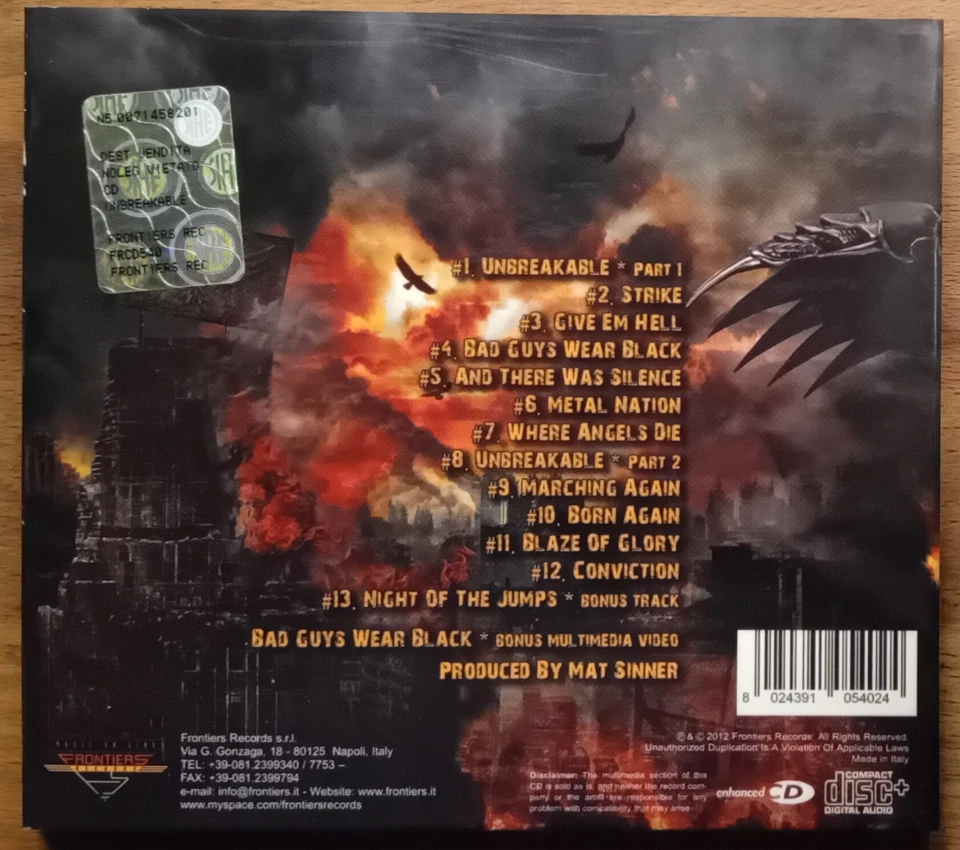 N5 0071458201
DEST VENDITA
NOLEG VIETATO
CD
UNBREAKABLE
FRONTIERS REC
FRCD540
FRONTIERS REC
#1. UNBREAKABLE * PART 1
#2. STRIKE
#3. GIVE EM HELL
#4. BAD GUYS WEAR BLACK
#5. AND THERE WAS SILENCE
#6. METAL NATION
#7. WHERE ANGELS DIE
#8. UNBREAKABLE * PART 2
#9. MARCHING AGAIN
#10. BORN AGAIN
#11. BLAZE OF GLORY
#12. CONVICTION
#13. NIGHT OF THE JUMPS * BONUS TRACK
BAD GUYS WEAR BLACK * BONUS MULTIMEDIA VIDEO
PRODUCED BY MAT SINNER
8 024391 054024
FRONTIERS
RECORDS
Frontiers Records s.r.l.
Via G. Gonzaga, 18 - 80125 Napoli, Italy
TEL: +39-081.2399340 / 7753 –
FAX: +39-081.2399794
e-mail: info@frontiers.it - Website: www.frontiers.it
www.myspace.com/frontiersrecords
℗ & © 2012 Frontiers Records. All Rights Reserved.
Unauthorized Duplication Is A Violation Of Applicable Laws
Made in Italy
Disclaimer: The multimedia section of this
CD is sold as is, and neither the record com-
pany or the artist are responsible for any
problem with compatibility that may arise
enhanced CD
COMPACT
disc+
DIGITAL AUDIO